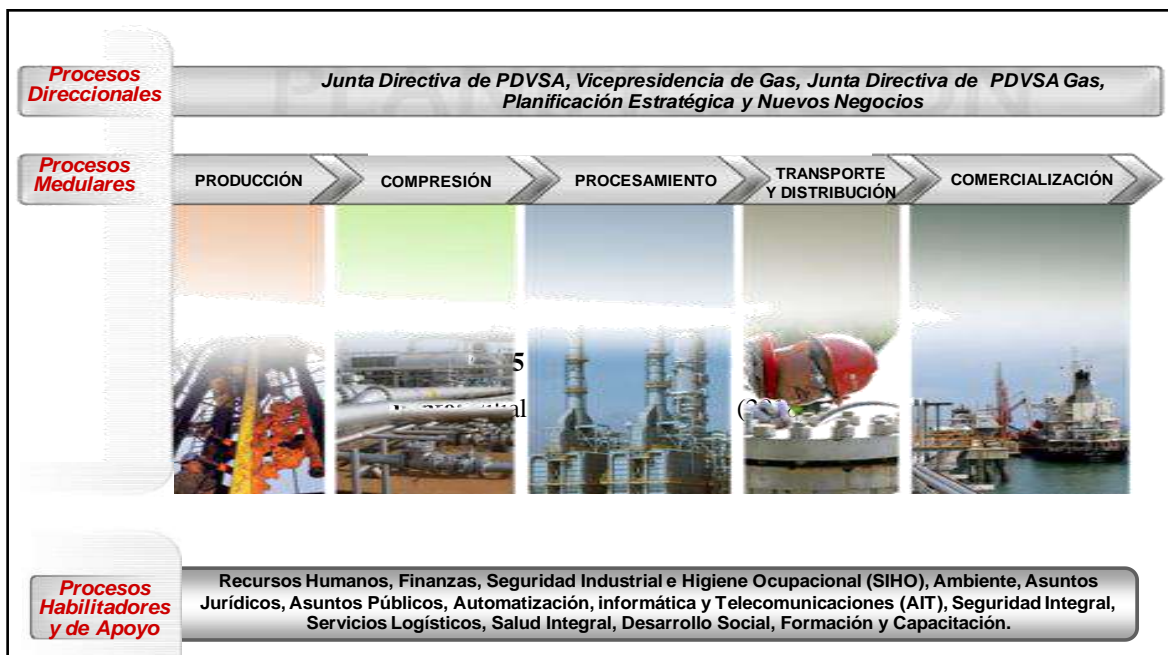 Procesos
Direccionales
Junta Directiva de PDVSA, Vicepresidencia de Gas, Junta Directiva de PDVSA Gas,
Planificación Estratégica y Nuevos Negocios
Procesos
Medulares
PRODUCCIÓN
COMPRESIÓN
PROCESAMIENTO
TRANSPORTE
Y DISTRIBUCIÓN
COMERCIALIZACIÓN
5
Procesos
Habilitadores
y de Apoyo
Recursos Humanos, Finanzas, Seguridad Industrial e Higiene Ocupacional (SIHO), Ambiente, Asuntos
Jurídicos, Asuntos Públicos, Automatización, informática y Telecomunicaciones (AIT), Seguridad Integral,
Servicios Logísticos, Salud Integral, Desarrollo Social, Formación y Capacitación.